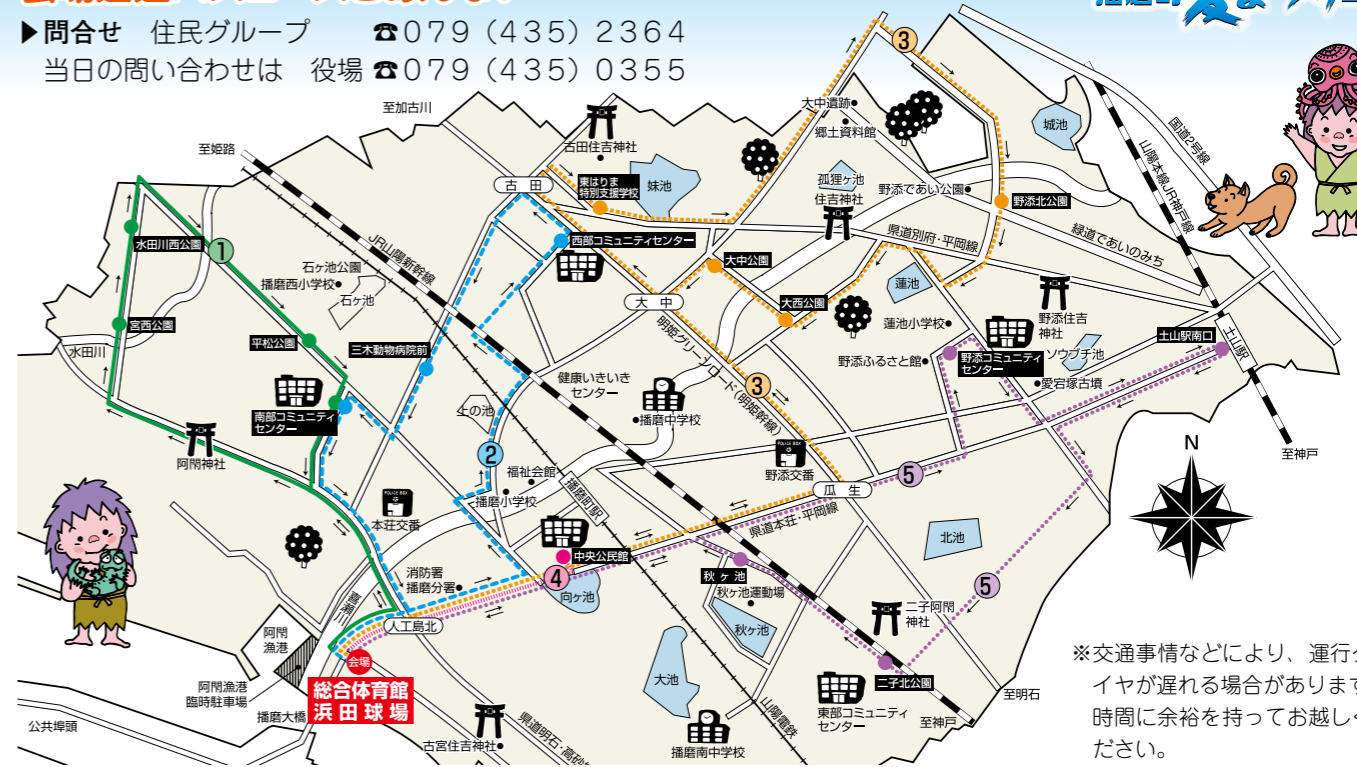 ▶問合せ　住民グループ　☎079（435）2364
当日の問い合わせは　役場 ☎079（435）0355
至加古川
至姫路
古田住吉神社
古田
東はりま
特別支援学校
妹池
大中遺跡
郷土資料館
城池
国道2号線
山陽本線JR神戸線
狐狸ヶ池
住吉神社
野添であい公園
野添北公園
県道別府・平岡線
緑道であいのみち
③
水田川西公園
①
JR山陽新幹線
西部コミュニティセンター
大中公園
石ヶ池公園
播磨西小学校
石ヶ池
大中
大西公園
蓮池
蓮池小学校
野添住吉
神社
宮西公園
水田川
平松公園
三木動物病院前
明姫グリーンロード（明姫幹線）
野添ふるさと館
野添コミュニティ
センター
ソウブチ池
愛宕塚古墳
土山駅南口
土山駅
健康いきいき
センター
③
南部コミュニティ
センター
上の池
播磨中学校
阿閇神社
②
福祉会館
播磨小学校
播磨町駅
POLICE BOX
野添交番
瓜生
⑤
至神戸
N
POLICE BOX
本荘交番
県道本荘・平岡線
中央公民館
④
向ヶ池
消防署
播磨分署
秋ヶ池
秋ヶ池運動場
秋ヶ池
北池
⑤
二子阿閇
神社
喜瀬川
人工島北
阿閇
漁港
会場
総合体育館
浜田球場
阿閇漁港
臨時駐車場
播磨大橋
公共埠頭
大池
二子北公園
東部コミュニティ
センター
至明石
至神戸
山陽電鉄
古宮住吉神社
県道明石・高砂線
播磨南中学校
※交通事情などにより、運行ダ
イヤが遅れる場合があります
時間に余裕を持ってお越しく
ださい。